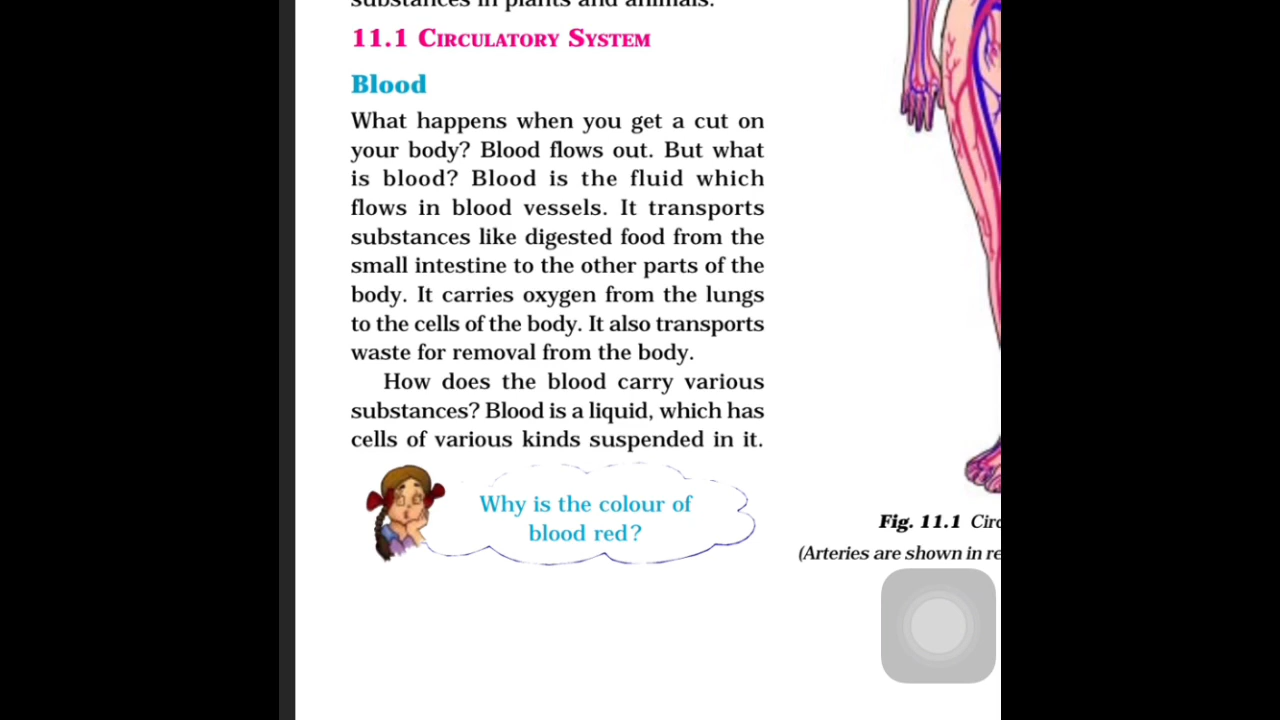 substances in plants and animals.
11.1 CIRCULATORY SYSTEM
Blood
What happens when you get a cut on
your body? Blood flows out. But what
is blood? Blood is the fluid which
flows in blood vessels. It transports
substances like digested food from the
small intestine to the other parts of the
body. It carries oxygen from the lungs
to the cells of the body. It also transports
waste for removal from the body.
How does the blood carry various
substances? Blood is a liquid, which has
cells of various kinds suspended in it.
Why is the colour of
blood red?
Fig. 11.1
(Arteries are shown in